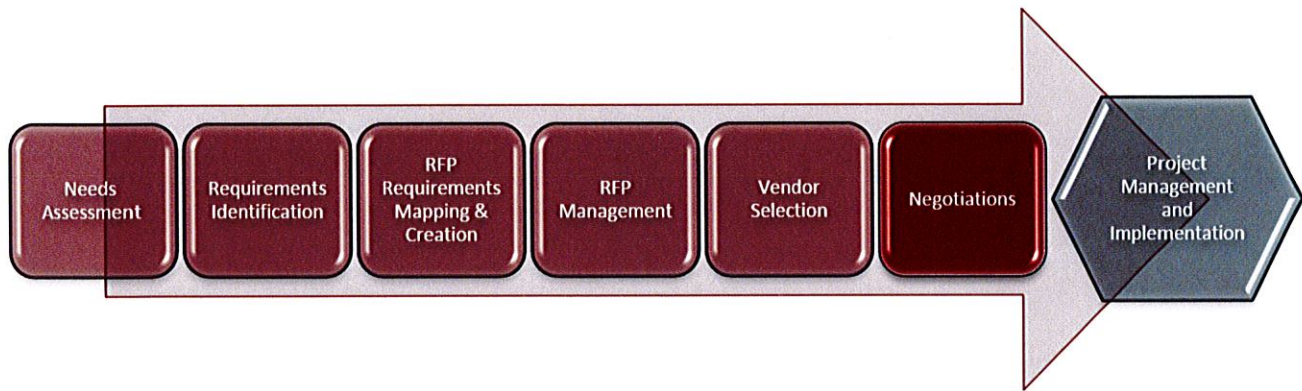 Needs
Assessment
Requirements
Identification
RFP
Requirements
Mapping &
Creation
RFP
Management
Vendor
Selection
Negotiations
Project
Management
and
Implementation